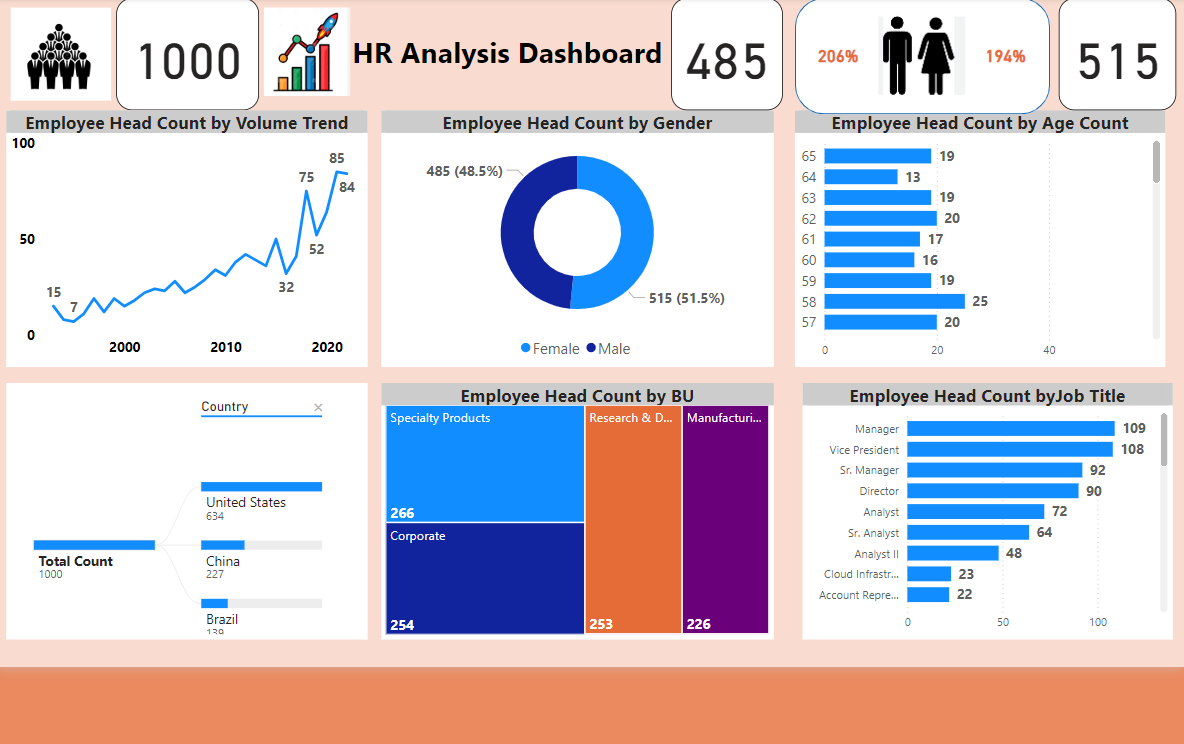 1000
HR Analysis Dashboard
485
206%
194%
515
Employee Head Count by Volume Trend
100
50
0
15
7
32
75
52
85
84
2000 2010 2020
Employee Head Count by Gender
485 (48.5%)
515 (51.5%)
Female Male
Employee Head Count by Age Count
65 19
64 13
63 19
62 20
61 17
60 16
59 19
58 25
57 20
0 20 40
Country ×
United States
634
Total Count
1000
China
227
Brazil
139
Employee Head Count by BU
Specialty Products
266
Corporate
254
Research & D...
253
Manufacturi...
226
Employee Head Count byJob Title
Manager 109
Vice President 108
Sr. Manager 92
Director 90
Analyst 72
Sr. Analyst 64
Analyst II 48
Cloud Infrastr... 23
Account Repre... 22
0 50 100